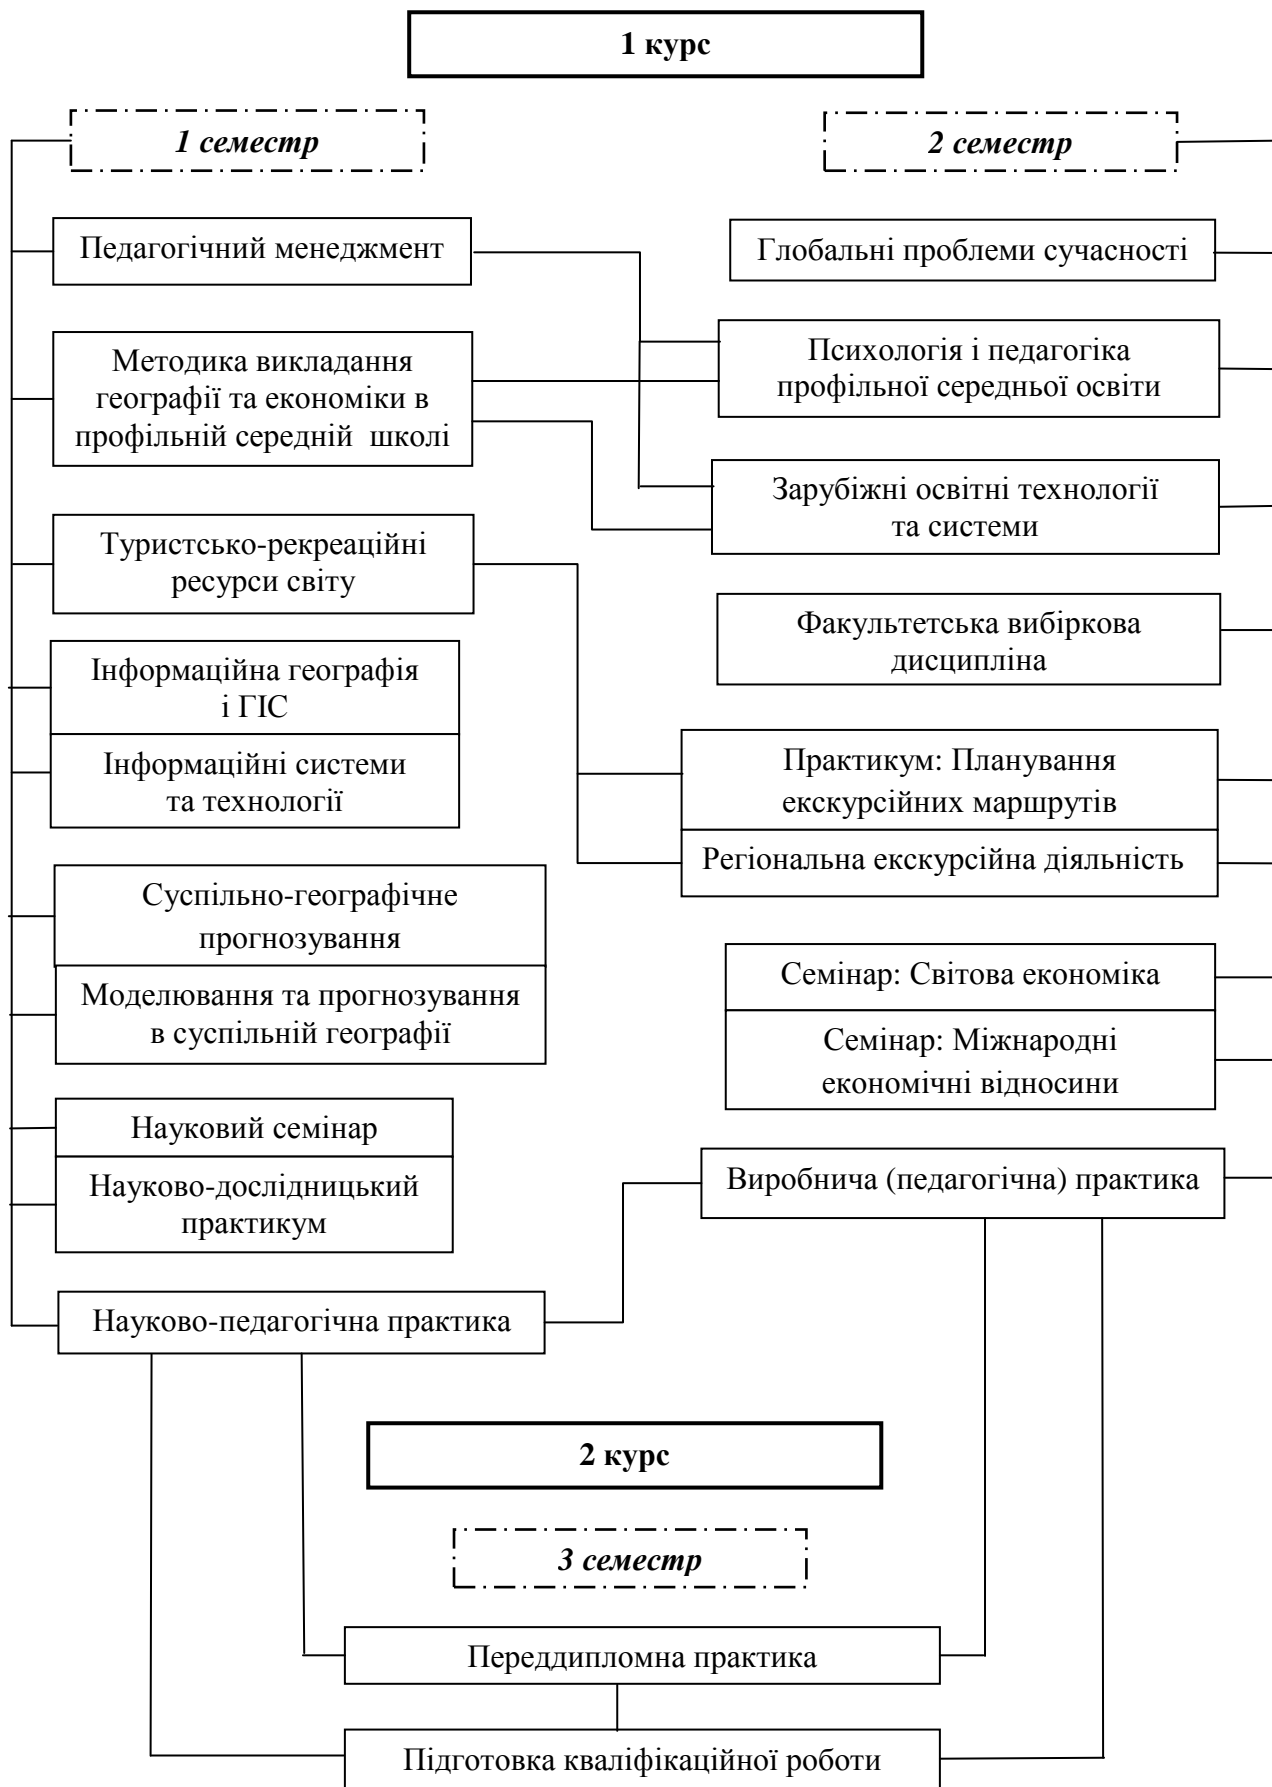 1 курс
1 семестр
2 семестр
Педагогічний менеджмент
Глобальні проблеми сучасності
Методика викладання
географії та економіки в
профільній середній школі
Психологія і педагогіка
профільної середньої освіти
Зарубіжні освітні технології
та системи
Туристсько-рекреаційні
ресурси світу
Факультетська вибіркова
дисципліна
Інформаційна географія
і ГІС
Інформаційні системи
та технології
Практикум: Планування
екскурсійних маршрутів
Регіональна екскурсійна діяльність
Суспільно-географічне
прогнозування
Моделювання та прогнозування
в суспільній географії
Семінар: Світова економіка
Семінар: Міжнародні
економічні відносини
Науковий семінар
Науково-дослідницький
практикум
Виробнича (педагогічна) практика
Науково-педагогічна практика
2 курс
3 семестр
Переддипломна практика
Підготовка кваліфікаційної роботи